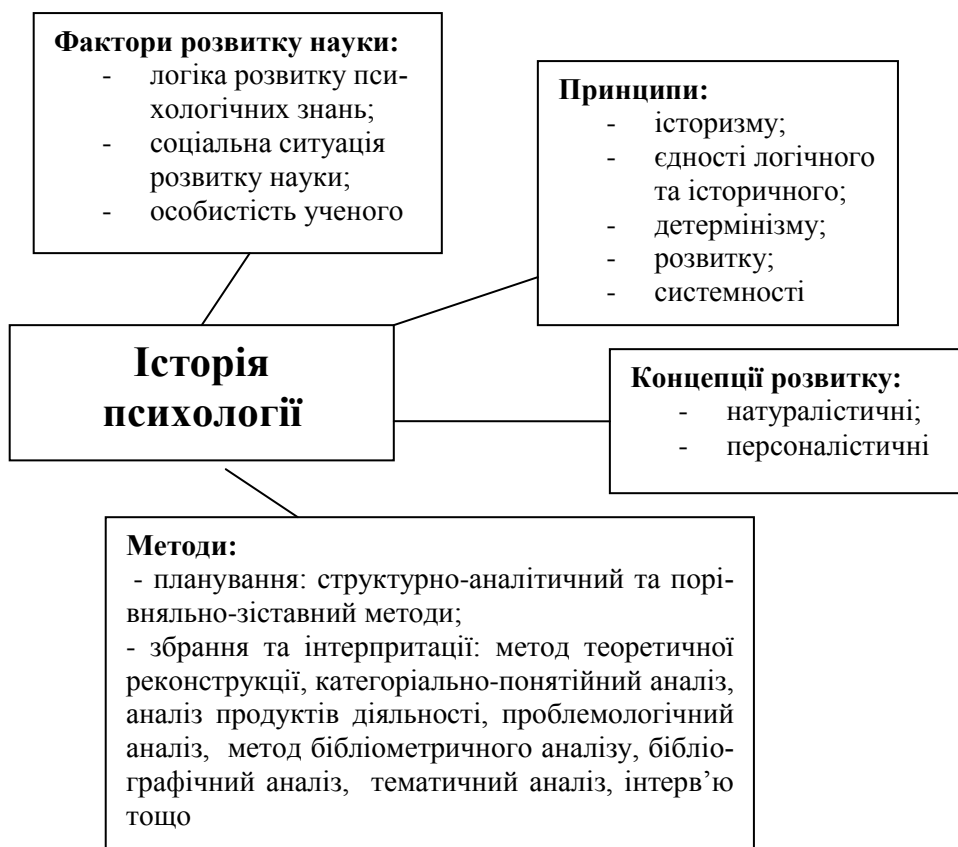 Фактори розвитку науки:
- логіка розвитку пси-
хологічних знань;
- соціальна ситуація
розвитку науки;
- особистість ученого
Принципи:
- історизму;
- єдності логічного
та історичного;
- детермінізму;
- розвитку;
- системності
Історія
психології
Концепції розвитку:
- натуралістичні;
- персоналістичні
Методи:
- планування: структурно-аналітичний та порі-
вняльно-зіставний методи;
- збрання та інтерпритації: метод теоретичної
реконструкції, категоріально-понятійний аналіз,
аналіз продуктів діяльності, проблемологічний
аналіз, метод бібліометричного аналізу, бібліо-
графічний аналіз, тематичний аналіз, інтерв’ю
тощо